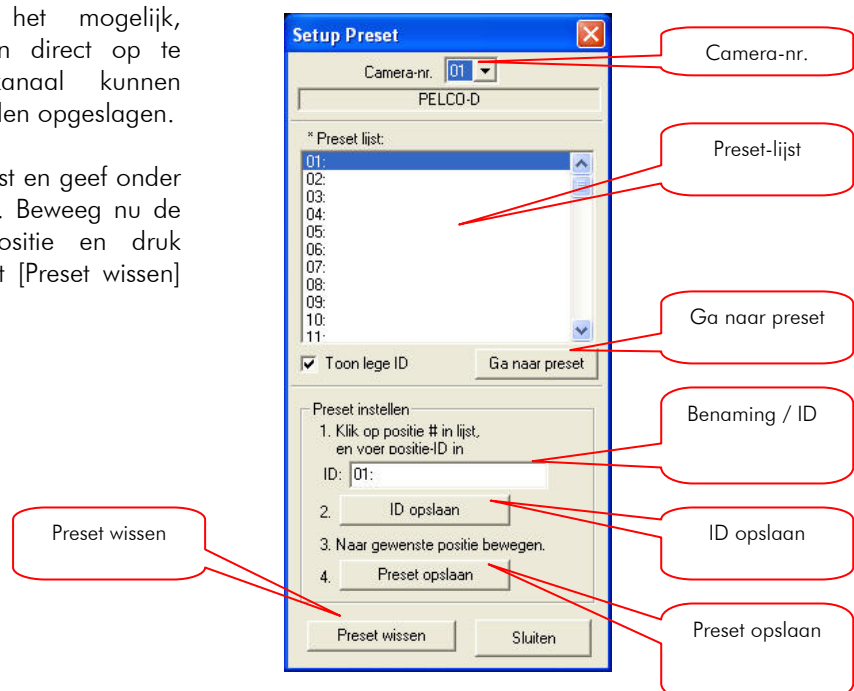 het mogelijk,
n direct op te
kanaal kunnen
den opgeslagen.
st en geef onder
. Beweeg nu de
ositie en druk
t [Preset wissen]
Setup Preset
Camera-nr. 01
PELCO-D
* Preset lijst:
01:
02:
03:
04:
05:
06:
07:
08:
09:
10:
11:
Toon lege ID
Ga naar preset
Preset instellen
1. Klik op positie # in lijst,
en voer positie-ID in
ID: 01:
2. ID opslaan
3. Naar gewenste positie bewegen.
4. Preset opslaan
Preset wissen
Sluiten
Camera-nr.
Preset-lijst
Ga naar preset
Benaming / ID
ID opslaan
Preset opslaan
Preset wissen